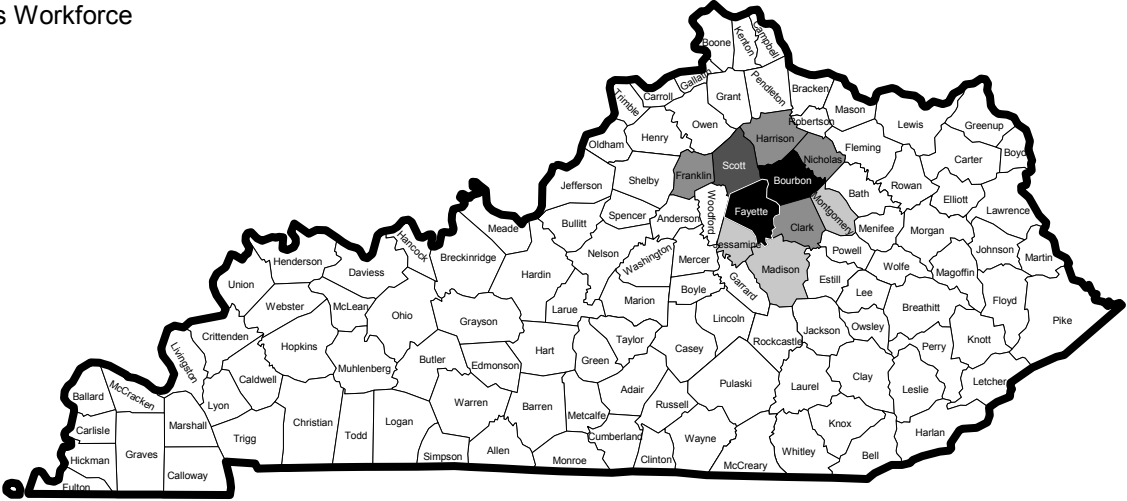 s Workforce
Boone
Kenton
Campbell
Gallatin
Carroll
Trimble
Grant
Pendleton
Bracken
Mason
Robertson
Lewis
Greenup
Owen
Henry
Oldham
Harrison
Fleming
Carter
Boyd
Scott
Nicholas
Franklin
Shelby
Jefferson
Bourbon
Bath
Rowan
Elliott
Lawrence
Woodford
Fayette
Montgomery
Menifee
Morgan
Anderson
Spencer
Bullitt
Clark
Meade
Hancock
Breckinridge
Nelson
Washington
Mercer
Jessamine
Powell
Johnson
Martin
Henderson
Daviess
Hardin
Madison
Estill
Wolfe
Magoffin
Garrard
Boyle
Lee
Union
Webster
McLean
Ohio
Grayson
Larue
Marion
Lincoln
Breathitt
Floyd
Pike
Crittenden
Livingston
Hopkins
Muhlenberg
Butler
Edmonson
Hart
Green
Taylor
Casey
Rockcastle
Jackson
Owsley
Perry
Knott
Caldwell
Lyon
McCracken
Ballard
Warren
Barren
Metcalfe
Adair
Russell
Pulaski
Laurel
Clay
Leslie
Letcher
Carlisle
Graves
Marshall
Trigg
Christian
Todd
Logan
Simpson
Allen
Monroe
Cumberland
Clinton
Wayne
McCreary
Whitley
Knox
Bell
Harlan
Hickman
Fulton
Calloway